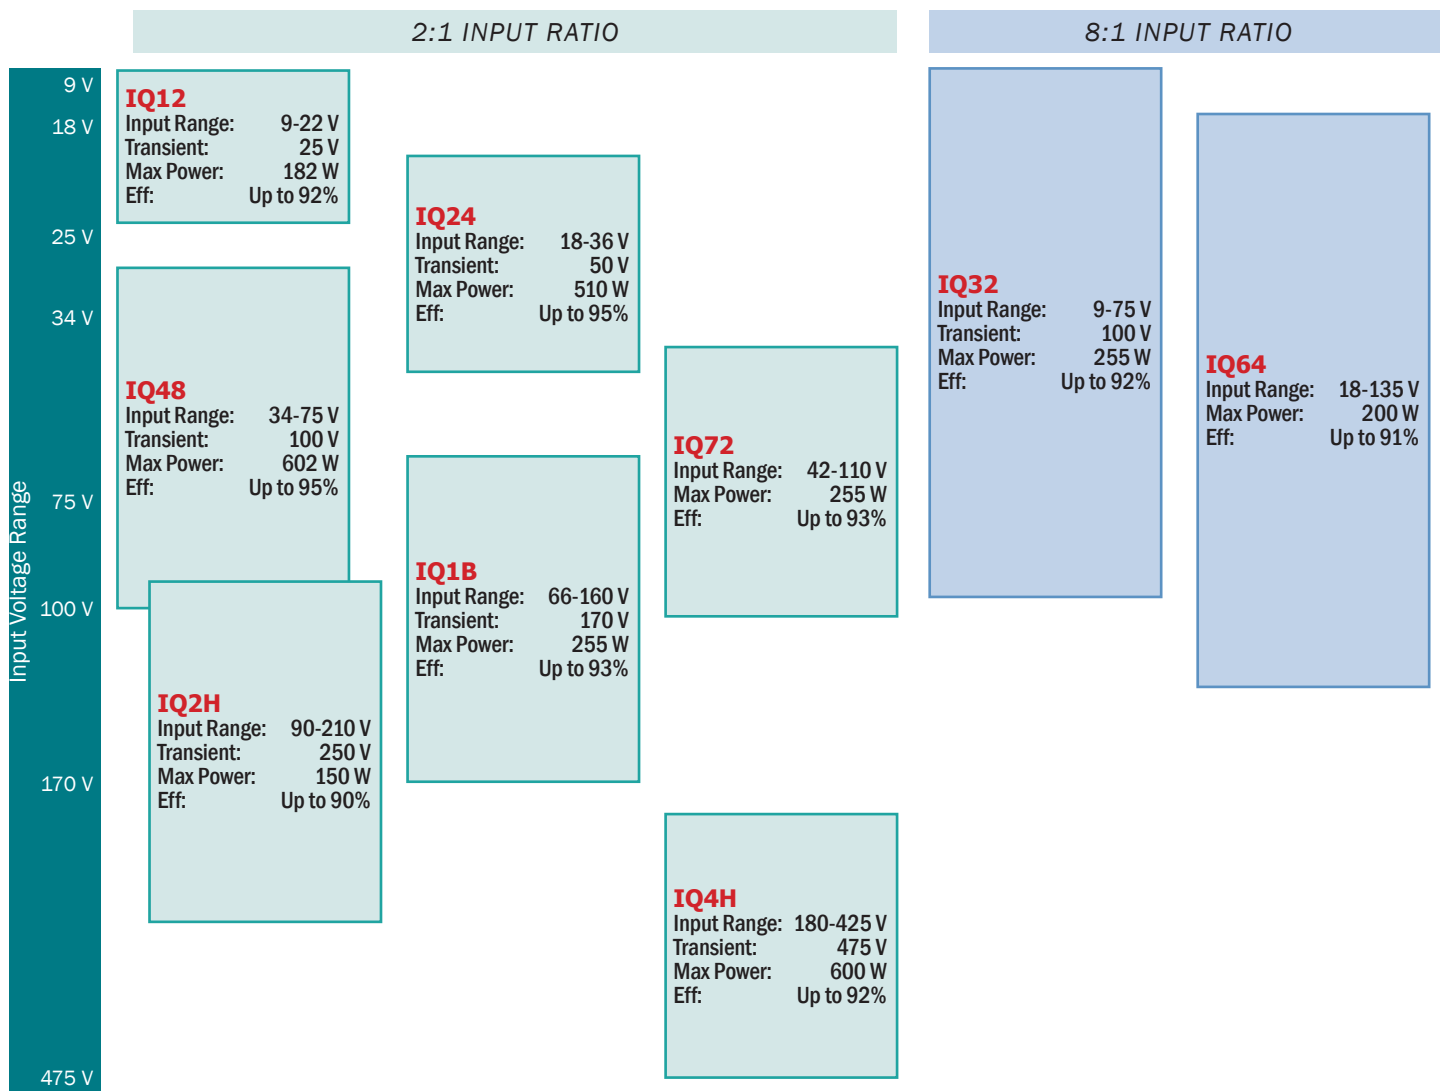 2:1 INPUT RATIO
8:1 INPUT RATIO
Input Voltage Range
9 V
18 V
25 V
34 V
75 V
100 V
170 V
475 V
IQ12
Input Range: 9-22 V
Transient: 25 V
Max Power: 182 W
Eff: Up to 92%
IQ24
Input Range: 18-36 V
Transient: 50 V
Max Power: 510 W
Eff: Up to 95%
IQ48
Input Range: 34-75 V
Transient: 100 V
Max Power: 602 W
Eff: Up to 95%
IQ72
Input Range: 42-110 V
Max Power: 255 W
Eff: Up to 93%
IQ1B
Input Range: 66-160 V
Transient: 170 V
Max Power: 255 W
Eff: Up to 93%
IQ2H
Input Range: 90-210 V
Transient: 250 V
Max Power: 150 W
Eff: Up to 90%
IQ4H
Input Range: 180-425 V
Transient: 475 V
Max Power: 600 W
Eff: Up to 92%
IQ32
Input Range: 9-75 V
Transient: 100 V
Max Power: 255 W
Eff: Up to 92%
IQ64
Input Range: 18-135 V
Max Power: 200 W
Eff: Up to 91%